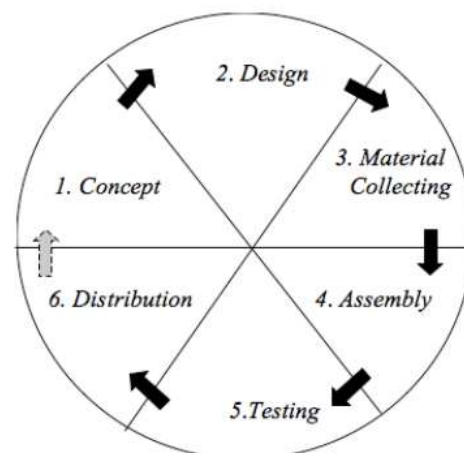 2. Design
3. Material
Collecting
1. Concept
6. Distribution
4. Assembly
5.Testing